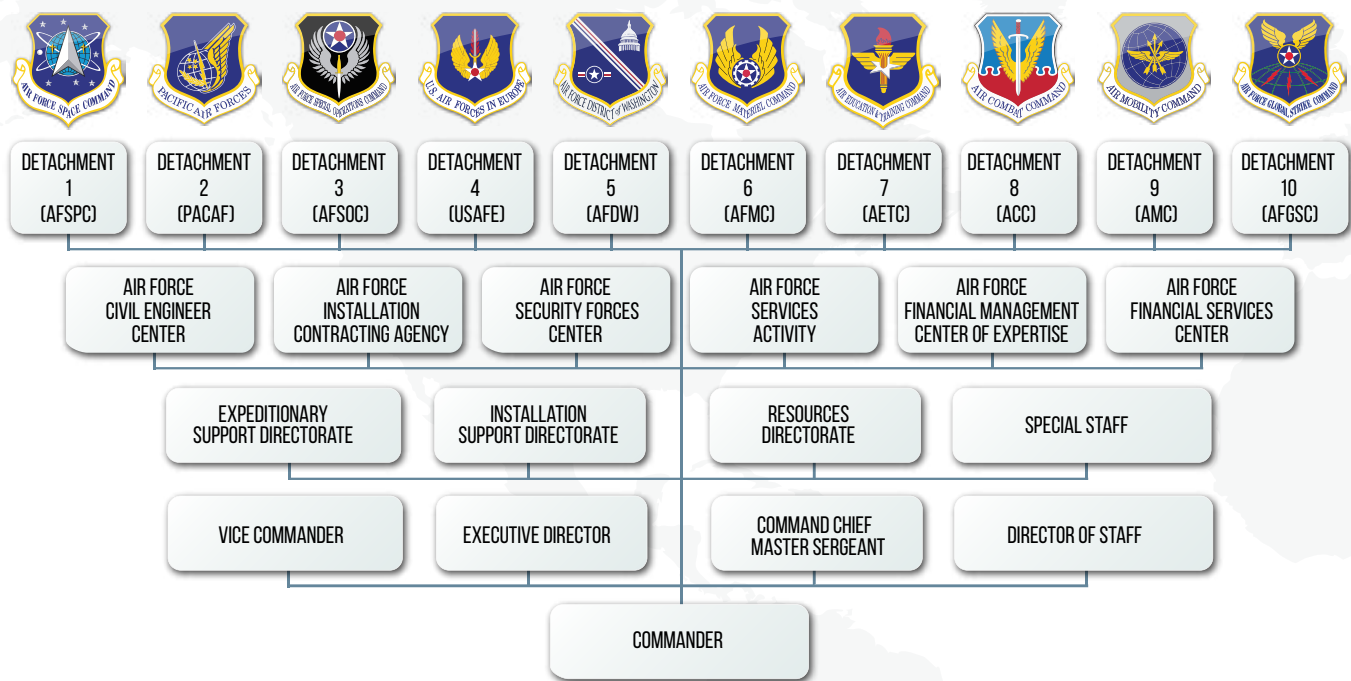 AIR FORCE SPACE COMMAND
PACIFIC AIR FORCES
AIR FORCE SPECIAL OPERATIONS COMMAND
U.S. AIR FORCES IN EUROPE
AIR FORCE DISTRICT OF WASHINGTON
AIR FORCE MATERIEL COMMAND
AIR EDUCATION & TRAINING COMMAND
AIR COMBAT COMMAND
AIR MOBILITY COMMAND
AIR FORCE GLOBAL STRIKE COMMAND
DETACHMENT
1
(AFSPC)
DETACHMENT
2
(PACAF)
DETACHMENT
3
(AFSOC)
DETACHMENT
4
(USAFE)
DETACHMENT
5
(AFDW)
DETACHMENT
6
(AFMC)
DETACHMENT
7
(AETC)
DETACHMENT
8
(ACC)
DETACHMENT
9
(AMC)
DETACHMENT
10
(AFGSC)
AIR FORCE
CIVIL ENGINEER
CENTER
AIR FORCE
INSTALLATION
CONTRACTING AGENCY
AIR FORCE
SECURITY FORCES
CENTER
AIR FORCE
SERVICES
ACTIVITY
AIR FORCE
FINANCIAL MANAGEMENT
CENTER OF EXPERTISE
AIR FORCE
FINANCIAL SERVICES
CENTER
EXPEDITIONARY
SUPPORT DIRECTORATE
INSTALLATION
SUPPORT DIRECTORATE
RESOURCES
DIRECTORATE
SPECIAL STAFF
VICE COMMANDER
EXECUTIVE DIRECTOR
COMMAND CHIEF
MASTER SERGEANT
DIRECTOR OF STAFF
COMMANDER